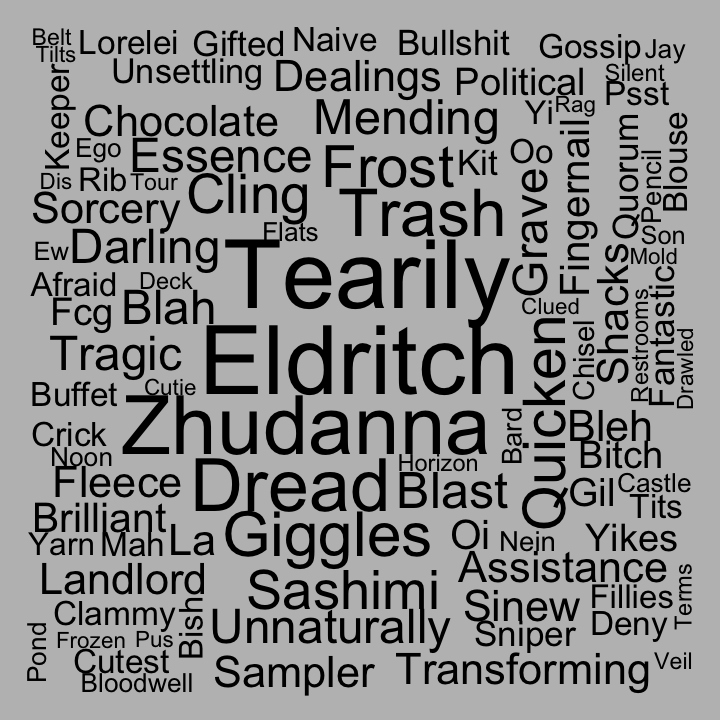 Belt
Tilts
Lorelei
Gifted
Naive
Bullshit
Gossip
Jay
Unsettling
Dealings
Political
Silent
Psst
Keeper
Chocolate
Mending
Yi
Rag
Ego
Essence
Frost
Kit
Oo
Fingernail
Quorum
Pencil
Blouse
Dis
Rib
Tour
Cling
Trash
Grave
Sorcery
Flats
Son
Ew
Darling
Tearily
Mold
Afraid
Deck
Fcg
Blah
Clued
Chisel
Shacks
Restrooms
Fantastic
Drawled
Tragic
Eldritch
Quicken
Buffet
Cutie
Zhudanna
Bard
Bleh
Crick
Noon
Horizon
Bitch
Fleece
Dread
Blast
Gil
Castle
Tits
Brilliant
Yarn
Mah
La
Giggles
Oi
Nein
Yikes
Landlord
Sashimi
Assistance
Terms
Clammy
Bish
Unnaturally
Sinew
Fillies
Pond
Frozen
Pus
Sniper
Deny
Cutest
Bloodwell
Sampler
Transforming
Veil